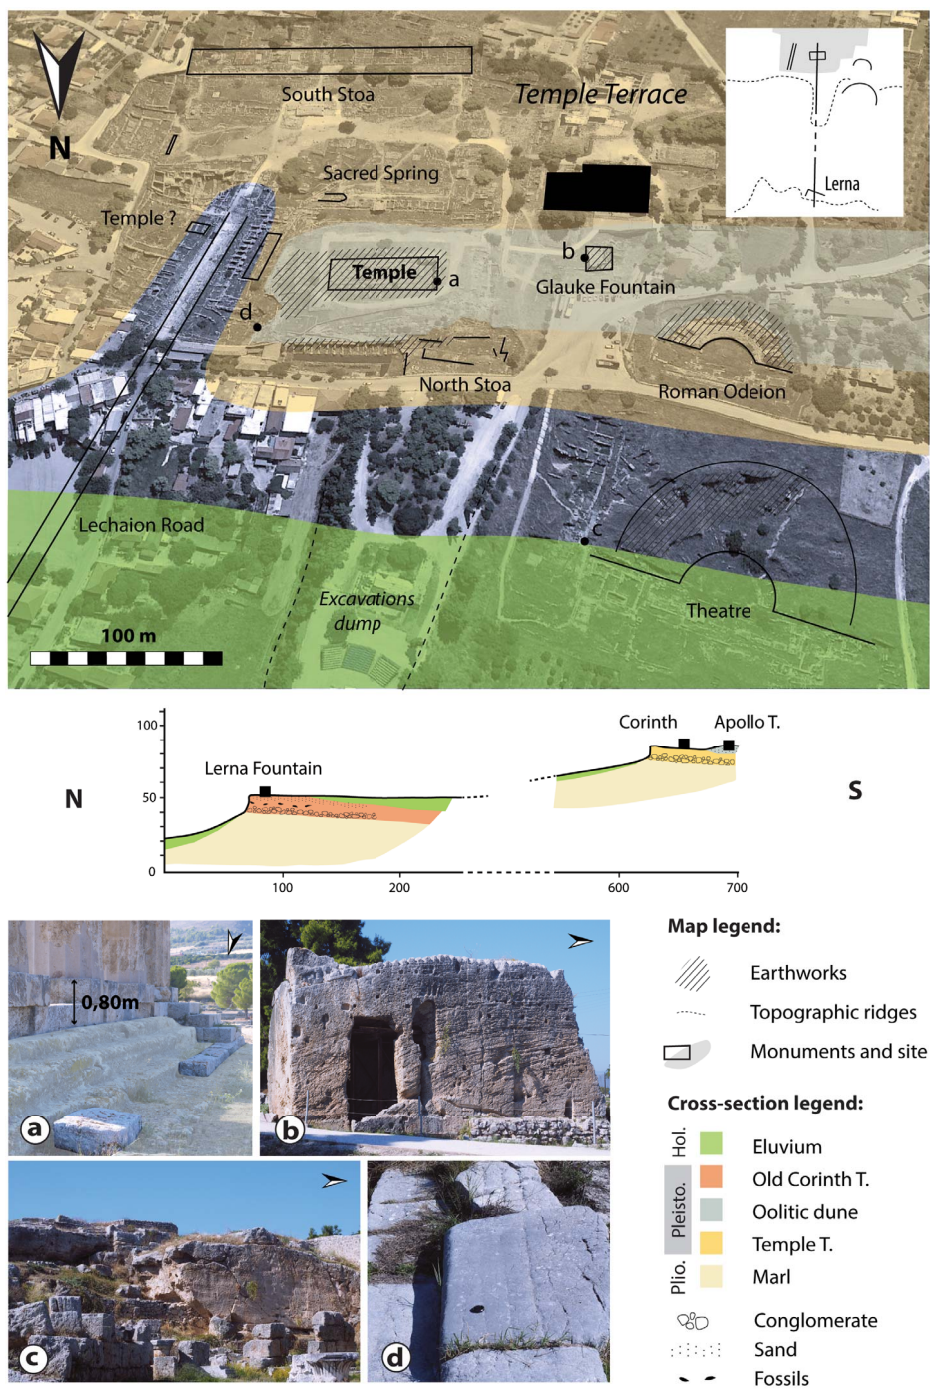 South Stoa
Temple Terrace
N
Lerna
Sacred Spring
Temple ?
Temple
a
b
Glauke Fountain
d
North Stoa
Roman Odeion
Lechaion Road
c
Excavations
dump
Theatre
100 m
100
50
0
N
Lerna Fountain
Corinth
Apollo T.
S
100
200
600
700
0,80m
a
b
c
d
Map legend:
Earthworks
Topographic ridges
Monuments and site
Cross-section legend:
Hol.
Eluvium
Pleisto.
Old Corinth T.
Oolitic dune
Temple T.
Plio.
Marl
Conglomerate
Sand
Fossils